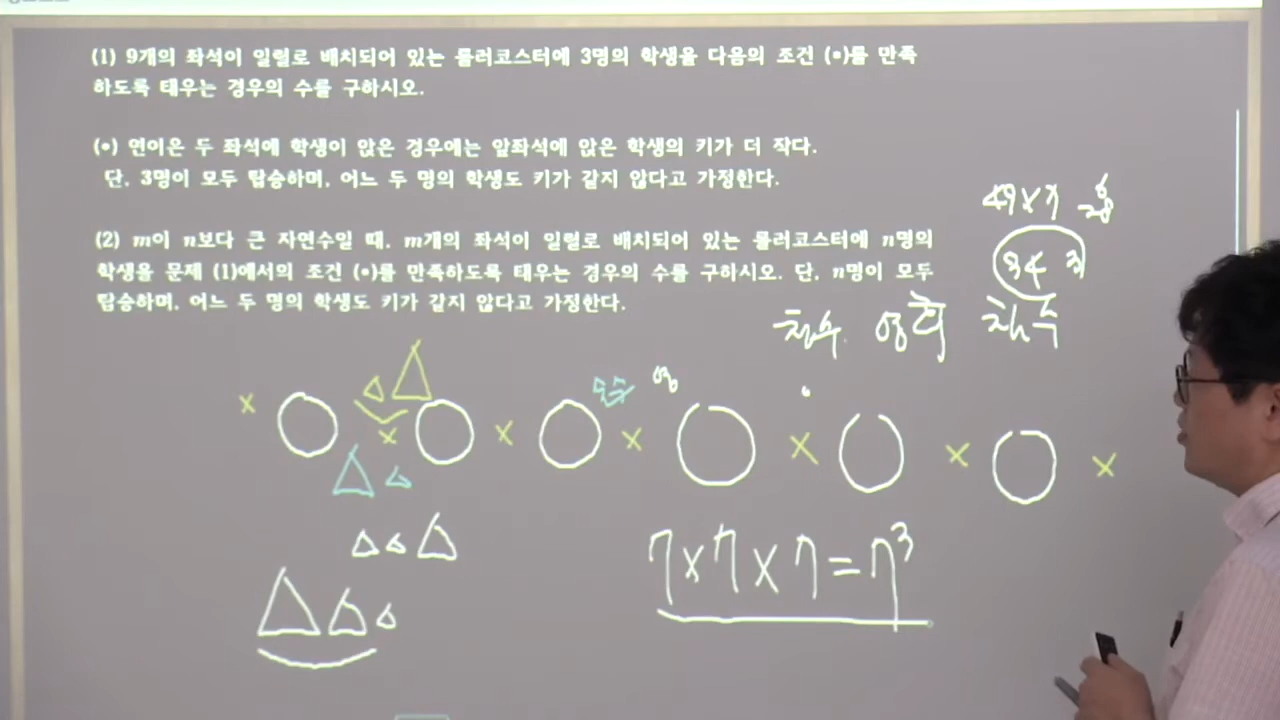 (1) 9개의 좌석이 일렬로 배치되어 있는 롤러코스터에 3명의 학생을 다음의 조건 (*)를 만족
하도록 태우는 경우의 수를 구하시오.
(*) 연이은 두 좌석에 학생이 앉은 경우에는 앞좌석에 앉은 학생의 키가 더 작다.
단, 3명이 모두 탑승하며, 어느 두 명의 학생도 키가 같지 않다고 가정한다.
(2) m이 n보다 큰 자연수일 때, m개의 좌석이 일렬로 배치되어 있는 롤러코스터에 n명의
학생을 문제 (1)에서의 조건 (*)를 만족하도록 태우는 경우의 수를 구하시오. 단, n명이 모두
탑승하며, 어느 두 명의 학생도 키가 같지 않다고 가정한다.
49×7
343
철수. 영희
× × × × × × ×
영
7×7×7=7³